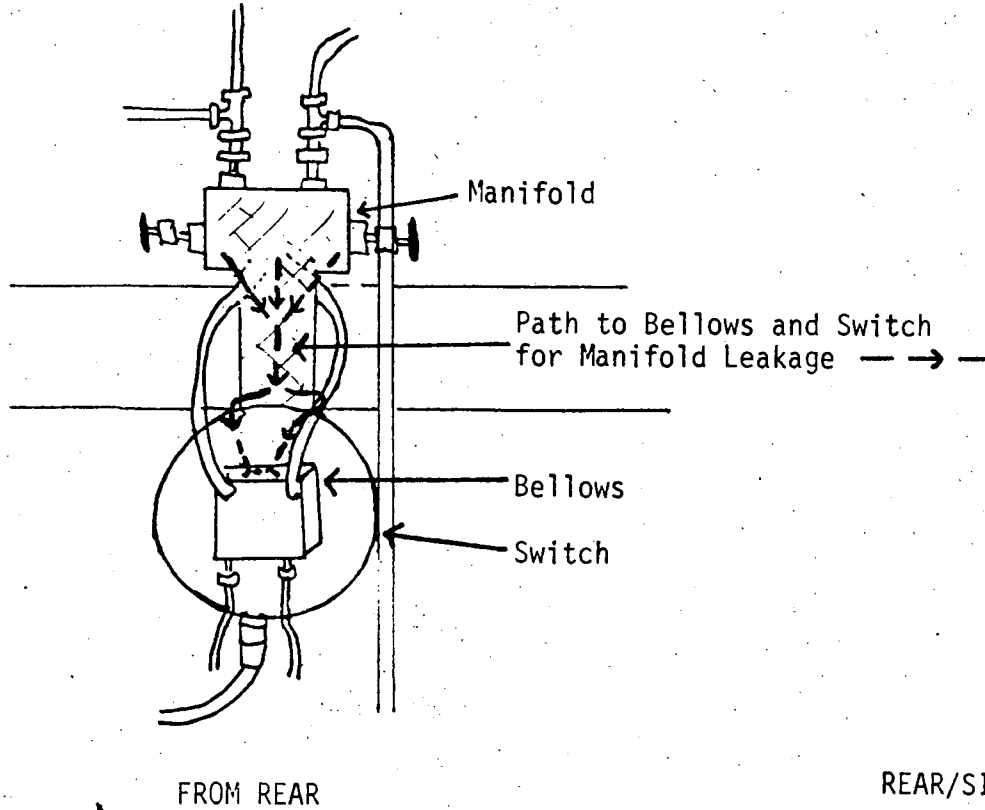 Manifold
Path to Bellows and Switch
for Manifold Leakage
Bellows
Switch
FROM REAR